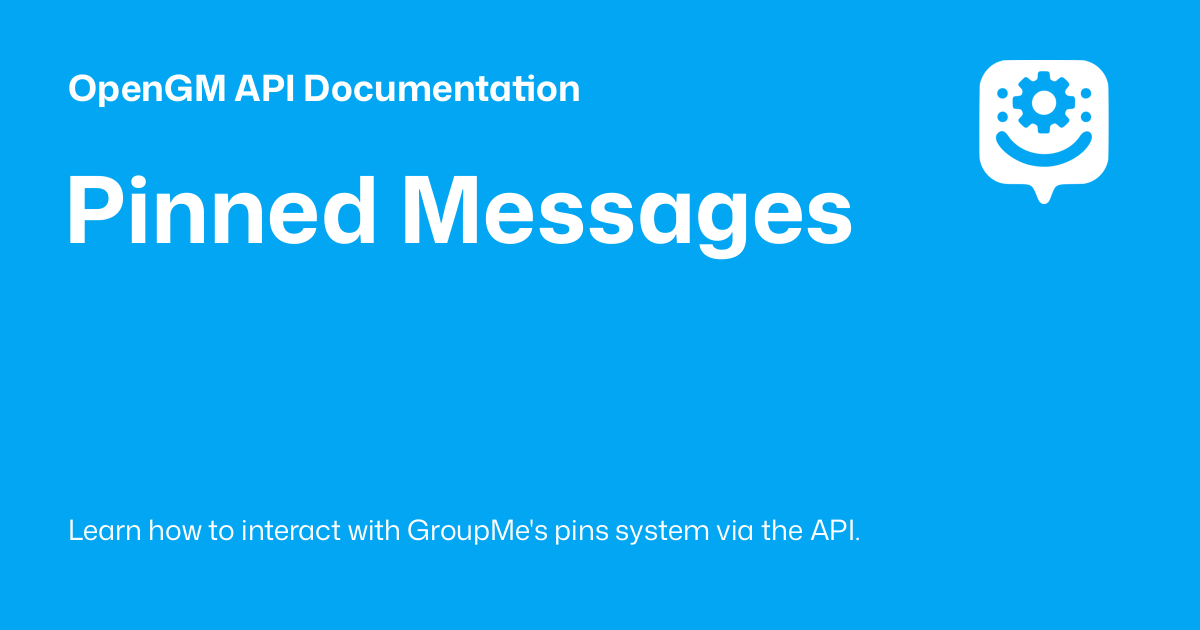 OpenGM API Documentation
Pinned Messages
Learn how to interact with GroupMe's pins system via the API.